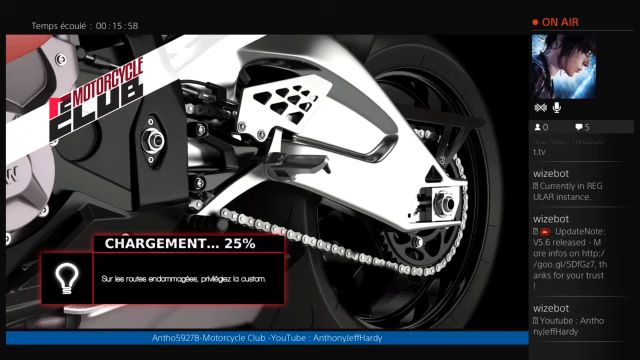 Temps écoulé : 00:15:58
ON AIR
MOTORCYCLE
CLUB
0
5
t.tv
wizebot
Currently in REG
ULAR instance.
wizebot
UpdateNote:
V5.6 released - M
ore infos on http:/
/goo.gl/5DfGz7, th
anks for your trust
!
wizebot
Youtube : Antho
nyJeffHardy
CHARGEMENT... 25%
Sur les routes endommagées, privilégiez la custom.
Antho59278-Motorcycle Club -YouTube : AnthonyJeffHardy